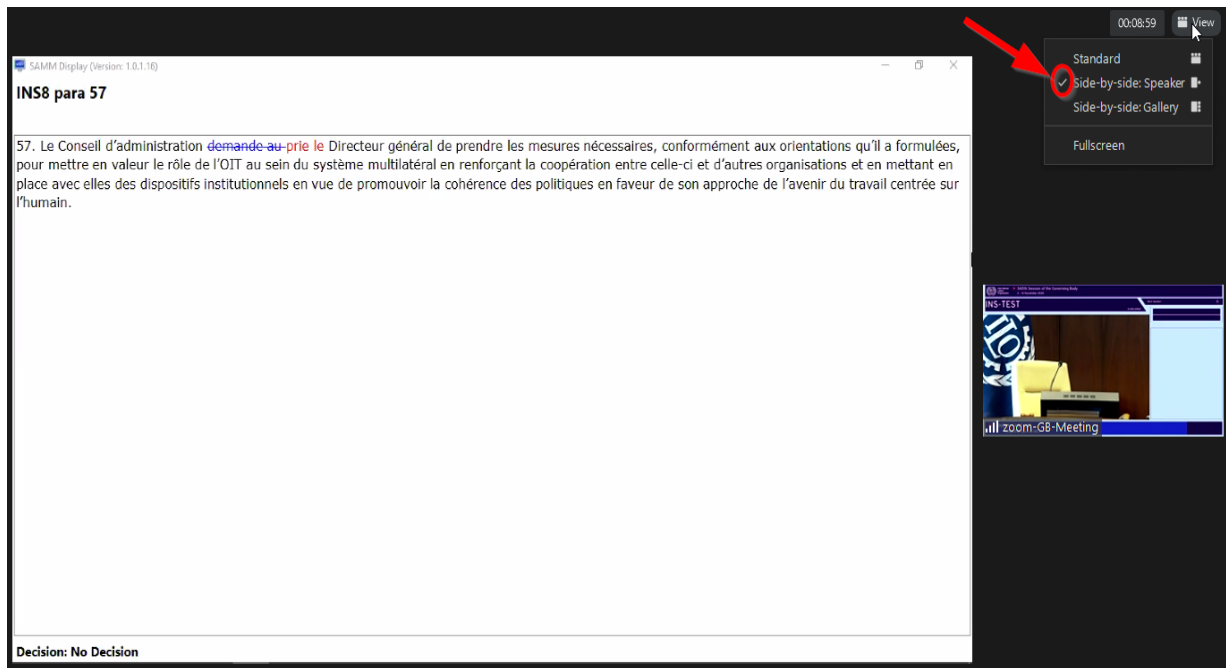 00:08:59 View
Standard
Side-by-side: Speaker
Side-by-side: Gallery
Fullscreen
SAMM Display (Version: 1.0.1.16)
INS8 para 57
57. Le Conseil d'administration demande au prie le Directeur général de prendre les mesures nécessaires, conformément aux orientations qu'il a formulées,
pour mettre en valeur le rôle de l'OIT au sein du système multilatéral en renforçant la coopération entre celle-ci et d'autres organisations et en mettant en
place avec elles des dispositifs institutionnels en vue de promouvoir la cohérence des politiques en faveur de son approche de l'avenir du travail centrée sur
l'humain.
INS-TEST
zoom-GB-Meeting
Decision: No Decision